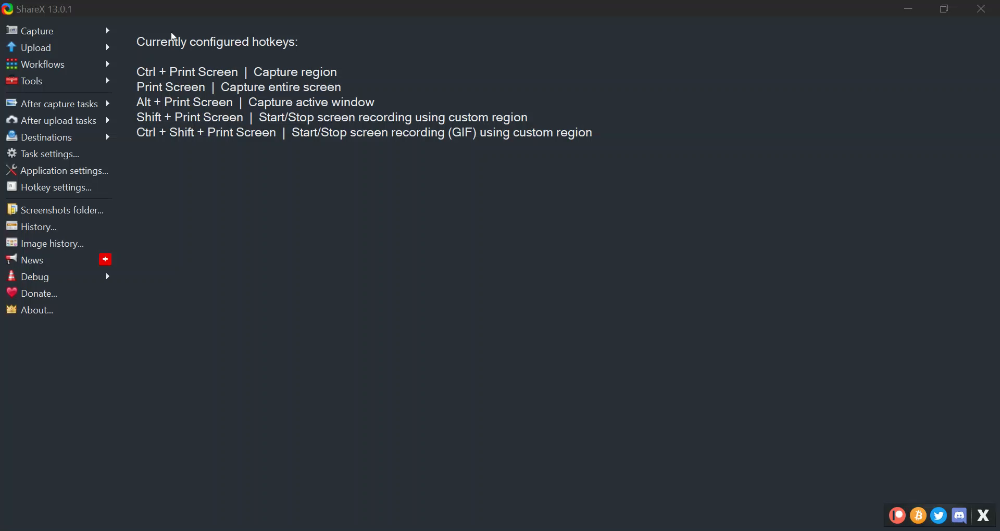 ShareX 13.0.1
Capture
Upload
Workflows
Tools
After capture tasks
After upload tasks
Destinations
Task settings...
Application settings...
Hotkey settings...
Screenshots folder...
History...
Image history...
News
+
Debug
Donate...
About...
Currently configured hotkeys:
Ctrl + Print Screen | Capture region
Print Screen | Capture entire screen
Alt + Print Screen | Capture active window
Shift + Print Screen | Start/Stop screen recording using custom region
Ctrl + Shift + Print Screen | Start/Stop screen recording (GIF) using custom region
X